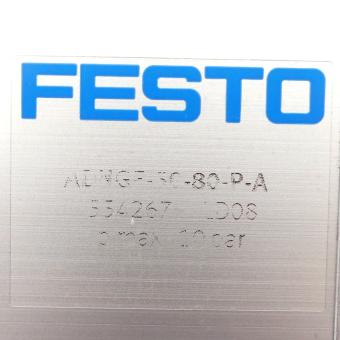 FESTO
ADNGF-50-80-P-A
554267 LD08
p max. 10 bar